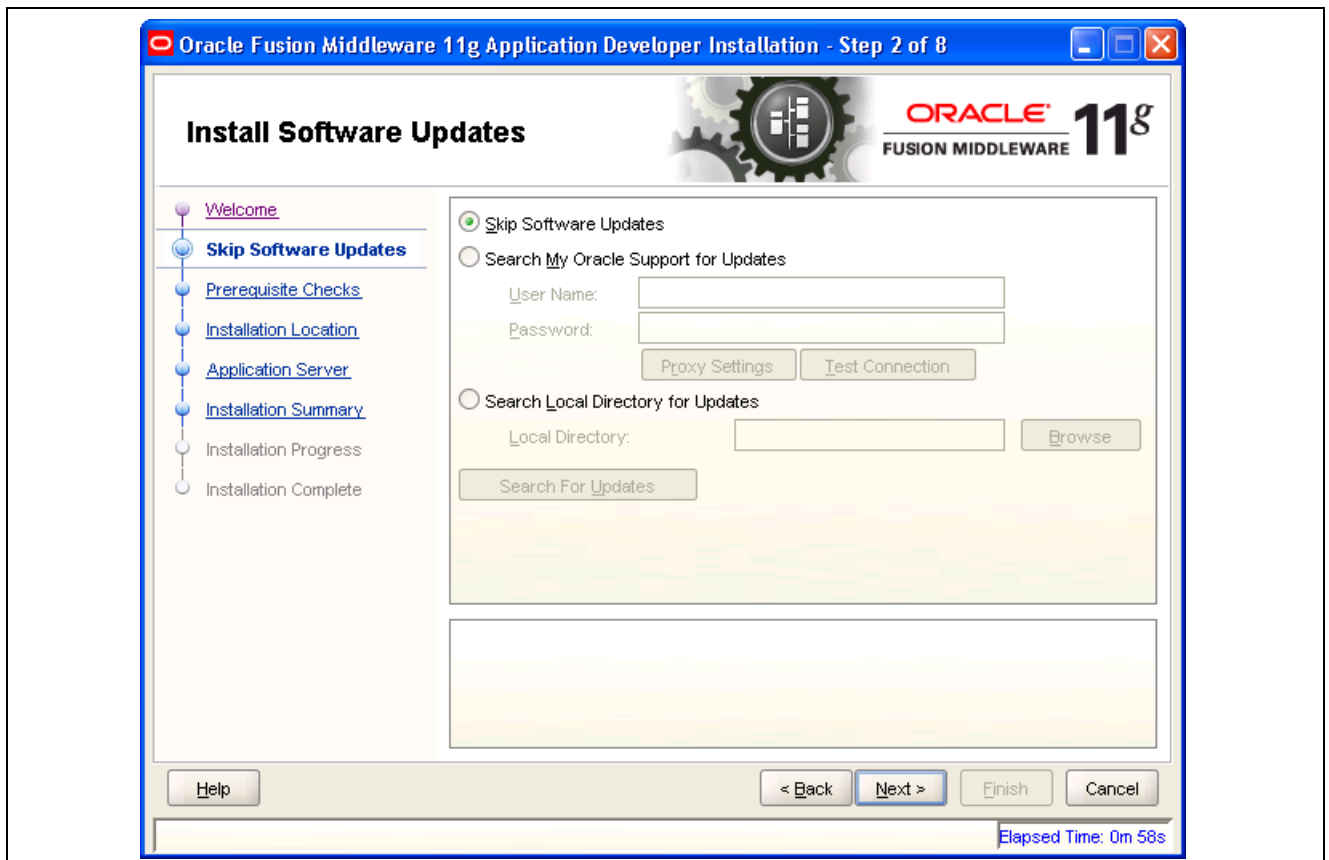 Oracle Fusion Middleware 11g Application Developer Installation - Step 2 of 8
Install Software Updates
ORACLE
FUSION MIDDLEWARE 11g
Welcome
Skip Software Updates
Prerequisite Checks
Installation Location
Application Server
Installation Summary
Installation Progress
Installation Complete
Skip Software Updates
Search My Oracle Support for Updates
User Name:
Password:
Proxy Settings Test Connection
Search Local Directory for Updates
Local Directory: Browse
Search For Updates
Help < Back Next > Finish Cancel
Elapsed Time: 0m 58s